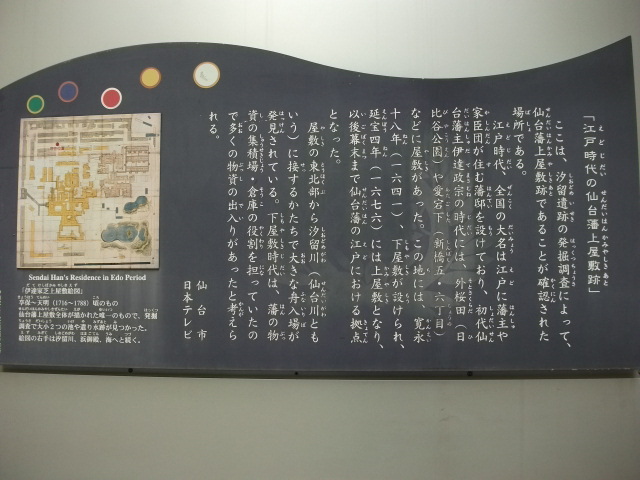 「江戸時代の仙台藩上屋敷跡」
ここは、汐留遺跡の発掘調査によって、
仙台藩上屋敷跡であることが確認された
場所である。
江戸時代、全国の大名は江戸に藩主や
家臣団が住む藩邸を設けており、初代仙
台藩主伊達政宗の時代には、外桜田（日
比谷公園）や愛宕下（新橋五・六丁目）
などに屋敷があった。この地には、寛永
十八年（一六四一）、下屋敷が設けられ、
延宝四年（一六七六）には上屋敷となり、
以後幕末まで仙台藩の江戸における拠点
となった。
屋敷の東北部から汐留川（仙台川とも
いう）に接するかたちで大きな舟入場が
発見されている。下屋敷時代は、藩の物
資の集積場・倉庫の役割を担っていたの
で多くの物資の出入りがあったと考えら
れる。
仙台市
日本テレビ
Sendai Han's Residence in Edo Period
「伊達家芝上屋敷絵図」
享保～天明（1716～1788）頃のもの
仙台藩上屋敷全体が描かれた唯一のもので、発掘
調査で大小２つの池や遣り水跡が見つかった。
絵図の右手は汐留川、浜御殿、海へと続く。